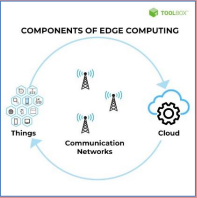 TOOLBOX
COMPONENTS OF EDGE COMPUTING
Things
Communication
Networks
Cloud